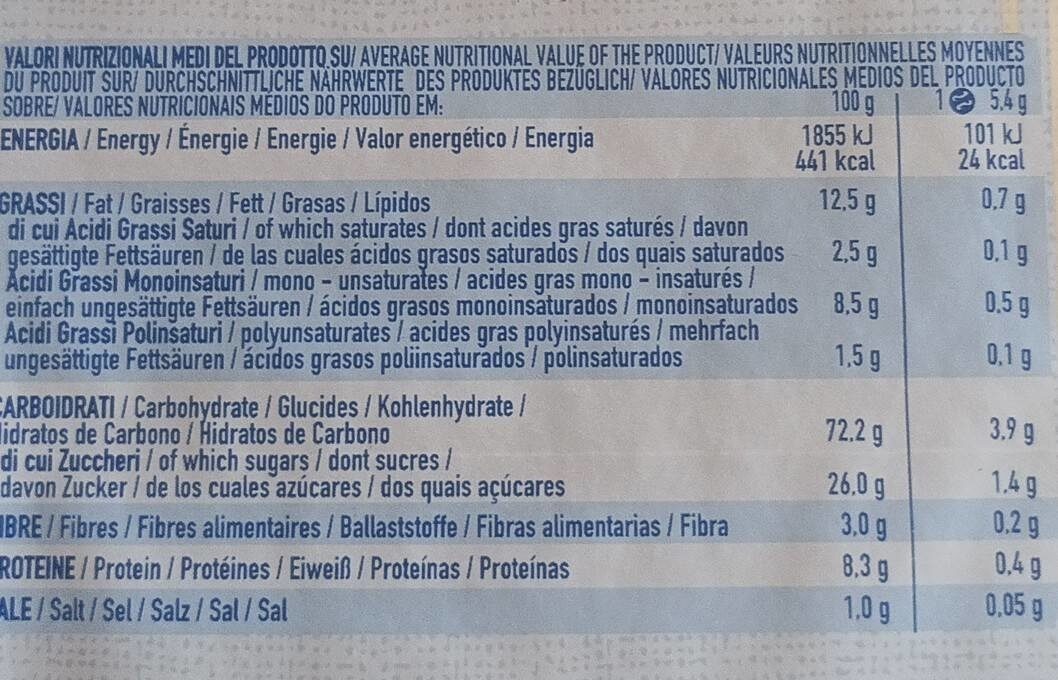 VALORI NUTRIZIONALI MEDI DEL PRODOTTO SU/ AVERAGE NUTRITIONAL VALUE OF THE PRODUCT/ VALEURS NUTRITIONNELLES MOYENNES
DU PRODUIT SUR/ DURCHSCHNITTLICHE NÄHRWERTE DES PRODUKTES BEZÜGLICH/ VALORES NUTRICIONALES MEDIOS DEL PRODUCTO
SOBRE/ VALORES NUTRICIONAIS MÉDIOS DO PRODUTO EM: 100 g 1 5,4 g
ENERGIA / Energy / Énergie / Energie / Valor energético / Energia 1855 kJ 101 kJ
441 kcal 24 kcal
GRASSI / Fat / Graisses / Fett / Grasas / Lípidos 12,5 g 0,7 g
di cui Acidi Grassi Saturi / of which saturates / dont acides gras saturés / davon
gesättigte Fettsäuren / de las cuales ácidos grasos saturados / dos quais saturados 2,5 g 0,1 g
Acidi Grassi Monoinsaturi / mono - unsaturates / acides gras mono - insaturés /
einfach ungesättigte Fettsäuren / ácidos grasos monoinsaturados / monoinsaturados 8,5 g 0,5 g
Acidi Grassi Polinsaturi / polyunsaturates / acides gras polyinsaturés / mehrfach
ungesättigte Fettsäuren / ácidos grasos poliinsaturados / polinsaturados 1,5 g 0,1 g
CARBOIDRATI / Carbohydrate / Glucides / Kohlenhydrate /
idratos de Carbono / Hidratos de Carbono 72,2 g 3,9 g
di cui Zuccheri / of which sugars / dont sucres /
davon Zucker / de los cuales azúcares / dos quais açúcares 26,0 g 1,4 g
IBRE / Fibres / Fibres alimentaires / Ballaststoffe / Fibras alimentarias / Fibra 3,0 g 0,2 g
ROTEINE / Protein / Protéines / Eiweiß / Proteínas / Proteínas 8,3 g 0,4 g
ALE / Salt / Sel / Salz / Sal / Sal 1,0 g 0,05 g